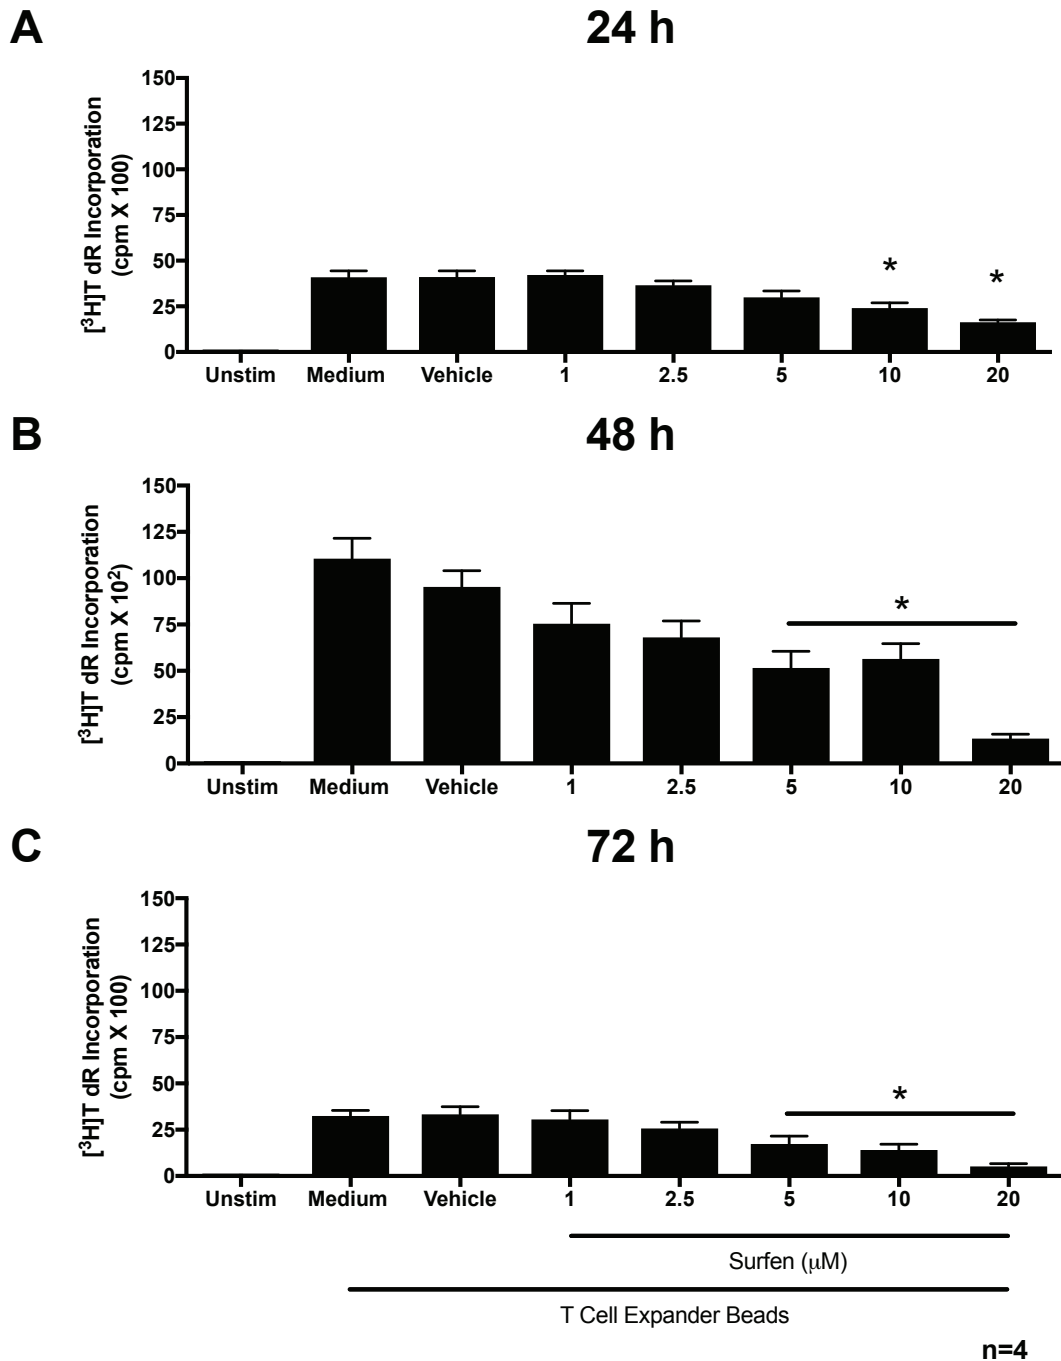 A
24 h
[³H]T dR Incorporation
(cpm X 100)
150
125
100
75
50
25
0
* *
Unstim Medium Vehicle 1 2.5 5 10 20
B
48 h
[³H]T dR Incorporation
(cpm X 10²)
150
125
100
75
50
25
0
*
Unstim Medium Vehicle 1 2.5 5 10 20
C
72 h
[³H]T dR Incorporation
(cpm X 100)
150
125
100
75
50
25
0
*
Unstim Medium Vehicle 1 2.5 5 10 20
Surfen (μM)
T Cell Expander Beads
n=4